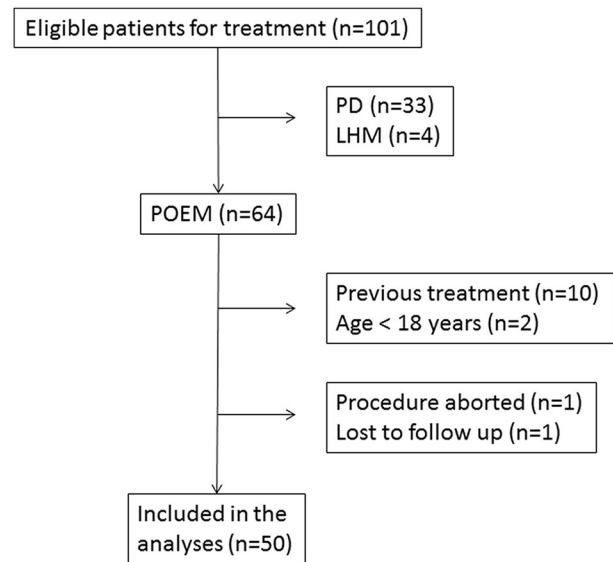 Eligible patients for treatment (n=101)
PD (n=33)
LHM (n=4)
POEM (n=64)
Previous treatment (n=10)
Age < 18 years (n=2)
Procedure aborted (n=1)
Lost to follow up (n=1)
Included in the
analyses (n=50)